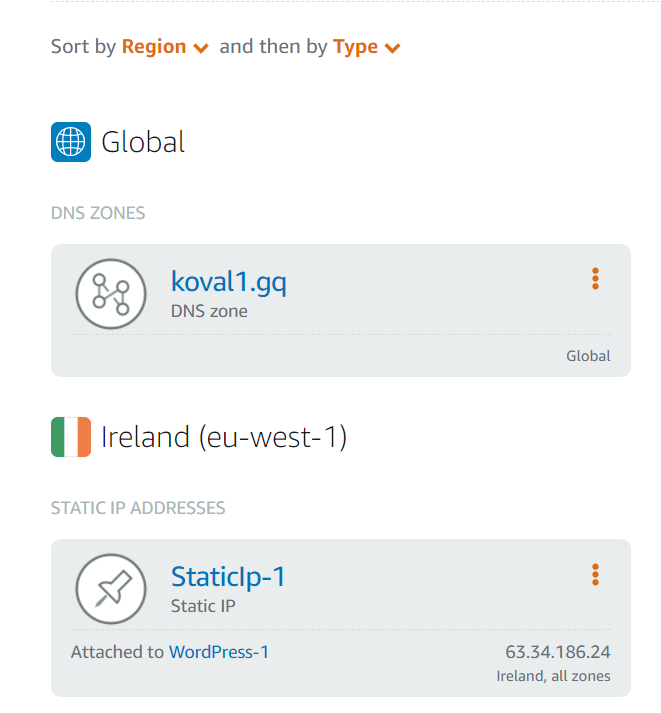 Sort by Region and then by Type
Global
DNS ZONES
koval1.gq
DNS zone
Global
Ireland (eu-west-1)
STATIC IP ADDRESSES
StaticIp-1
Static IP
Attached to WordPress-1 63.34.186.24
Ireland, all zones